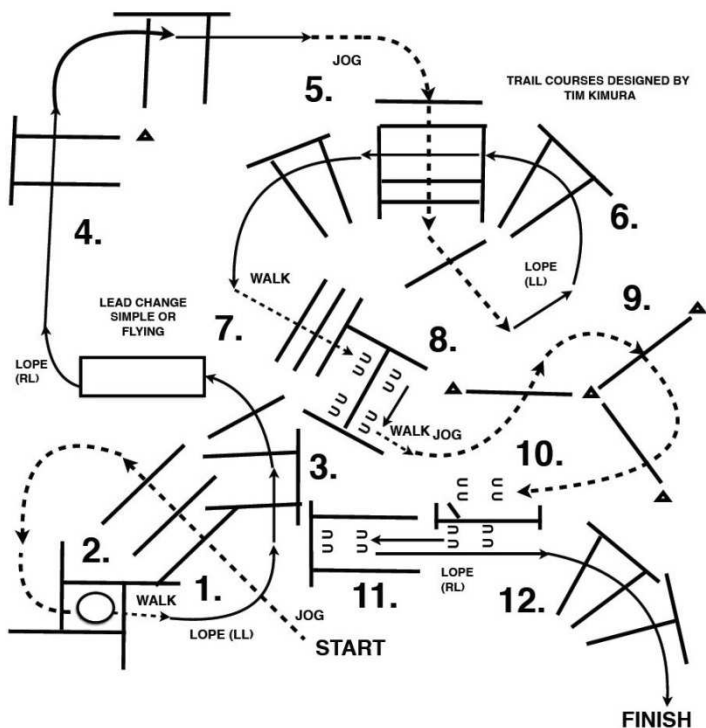 JOG
5.
TRAIL COURSES DESIGNED BY
TIM KIMURA
4.
6.
WALK
LOPE
(LL)
LEAD CHANGE
SIMPLE OR
FLYING
7.
9.
8.
LOPE
(RL)
WALK JOG
10.
3.
2.
1.
WALK
LOPE (LL)
JOG
START
11.
LOPE
(RL)
12.
FINISH